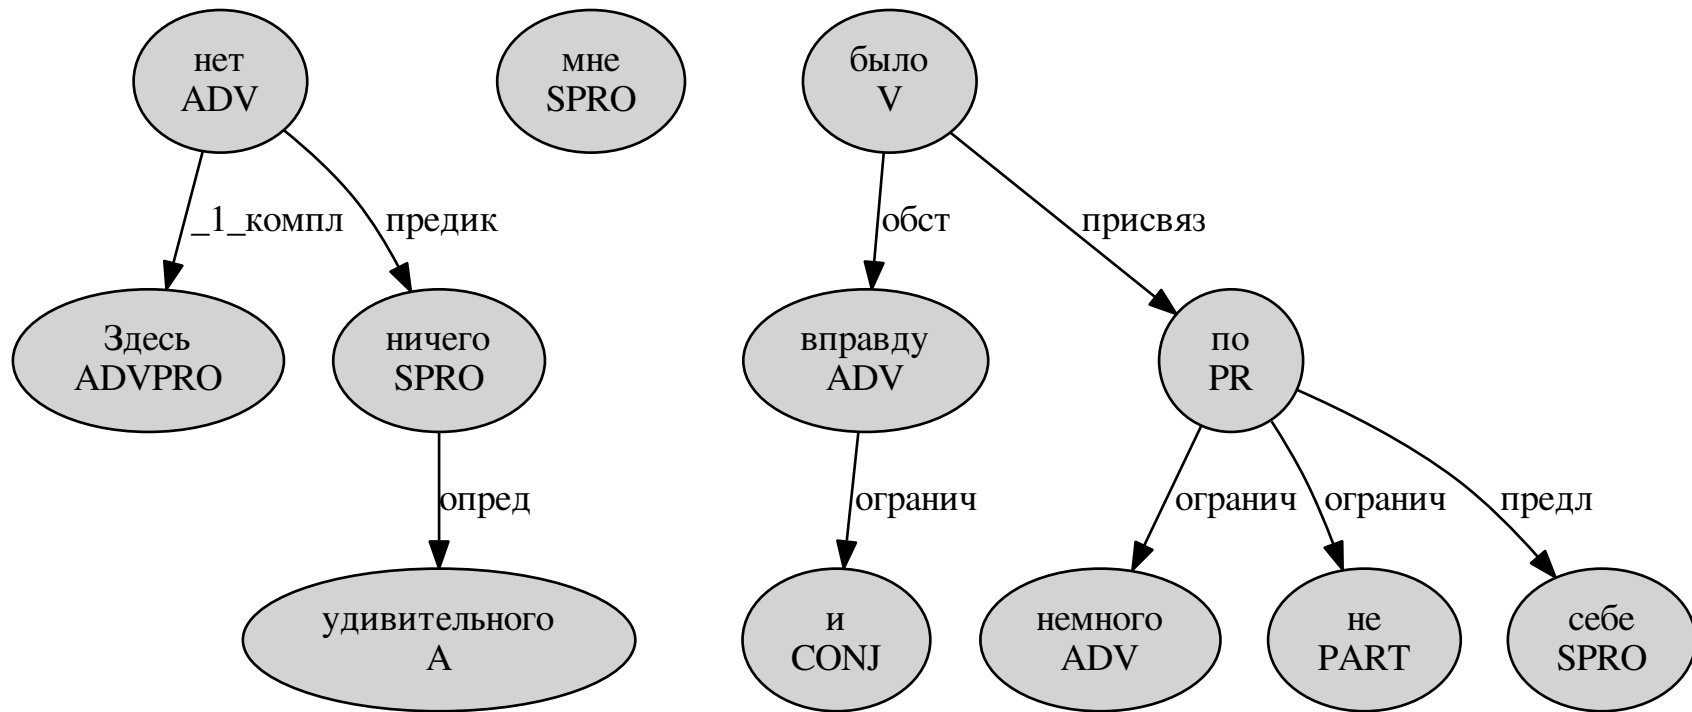 нет
ADV
мне
SPRO
было
V
_1_компл
предик
обст
присвяз
Здесь
ADVPRO
ничего
SPRO
вправду
ADV
по
PR
опред
огранич
огранич
огранич
предл
удивительного
A
и
CONJ
немного
ADV
не
PART
себе
SPRO